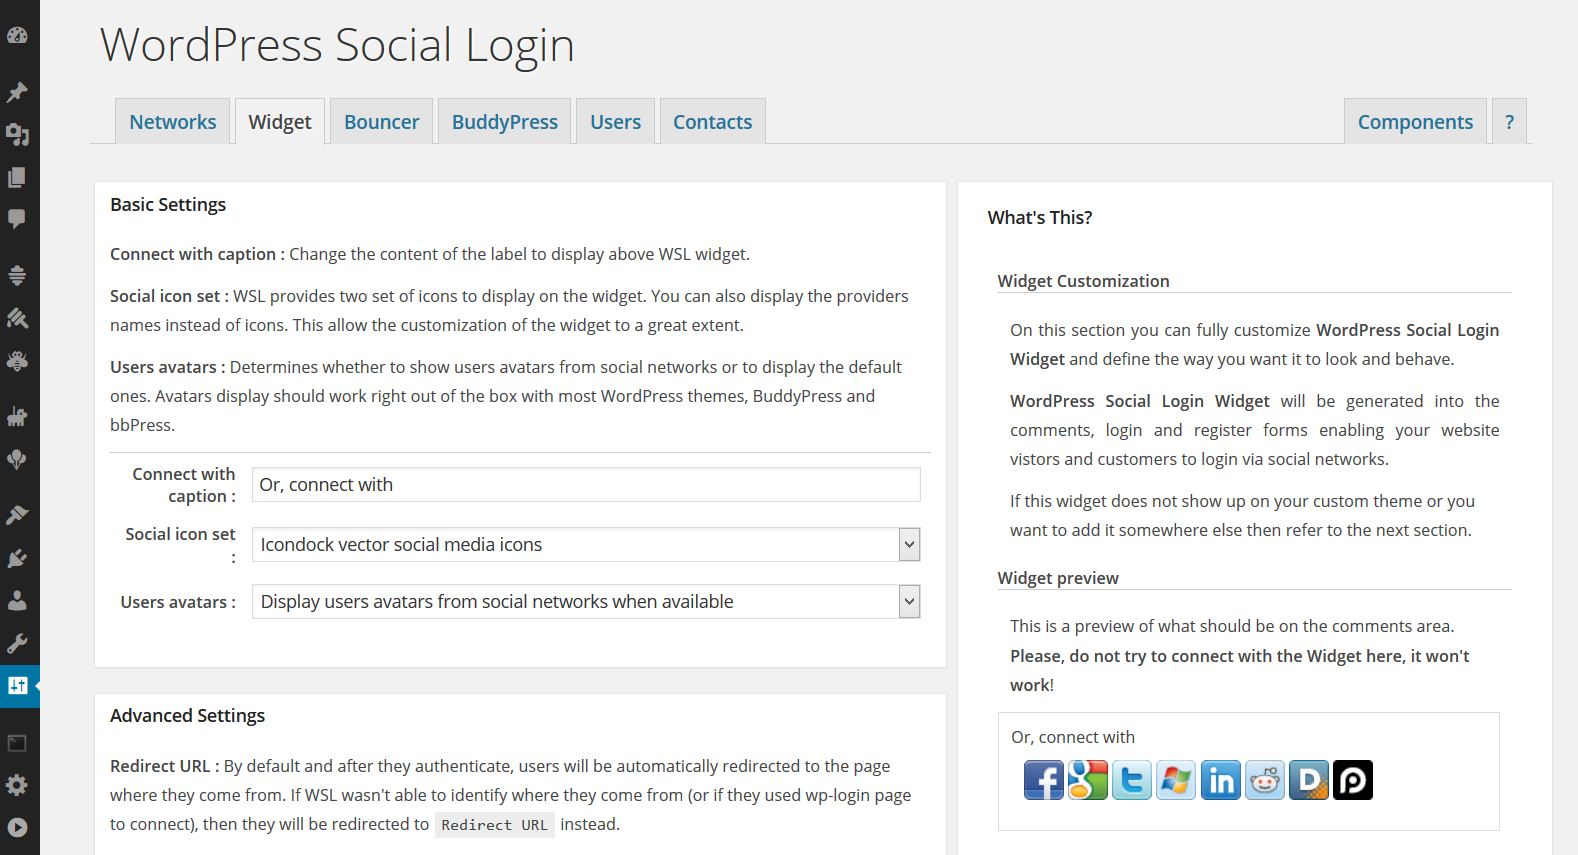 WordPress Social Login
Networks
Widget
Bouncer
BuddyPress
Users
Contacts
Components
?
Basic Settings
Connect with caption : Change the content of the label to display above WSL widget.
Social icon set : WSL provides two set of icons to display on the widget. You can also display the providers
names instead of icons. This allow the customization of the widget to a great extent.
Users avatars : Determines whether to show users avatars from social networks or to display the default
ones. Avatars display should work right out of the box with most WordPress themes, BuddyPress and
bbPress.
Connect with
caption :
Or, connect with
Social icon set
:
Icondock vector social media icons
Users avatars :
Display users avatars from social networks when available
Advanced Settings
Redirect URL : By default and after they authenticate, users will be automatically redirected to the page
where they come from. If WSL wasn't able to identify where they come from (or if they used wp-login page
to connect), then they will be redirected to Redirect URL instead.
What's This?
Widget Customization
On this section you can fully customize WordPress Social Login
Widget and define the way you want it to look and behave.
WordPress Social Login Widget will be generated into the
comments, login and register forms enabling your website
vistors and customers to login via social networks.
If this widget does not show up on your custom theme or you
want to add it somewhere else then refer to the next section.
Widget preview
This is a preview of what should be on the comments area.
Please, do not try to connect with the Widget here, it won't
work!
Or, connect with